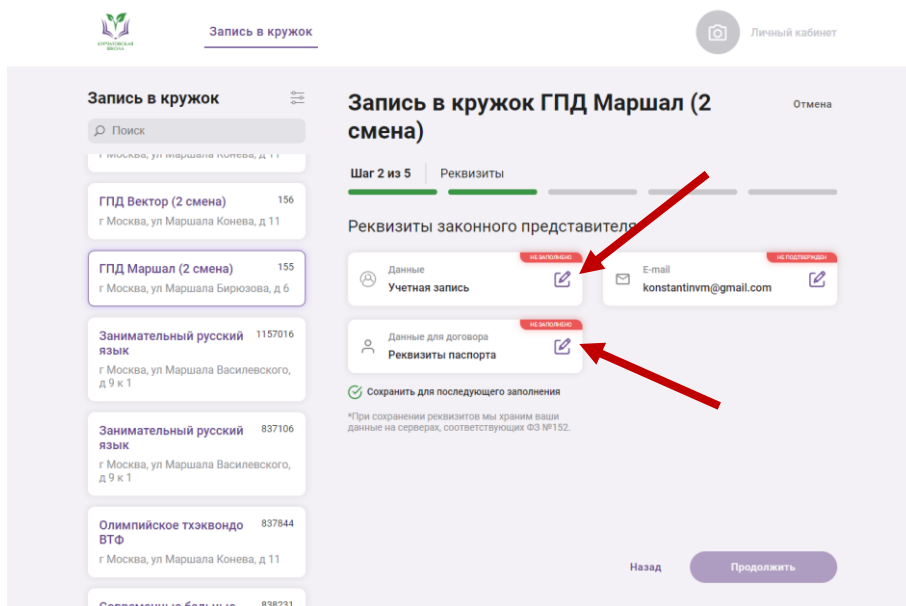 КУРЧАТОВСКАЯ
ШКОЛА
Запись в кружок
Личный кабинет
Запись в кружок
Поиск
г Москва, ул Маршала Конева, д 11
ГПД Вектор (2 смена) 156
г Москва, ул Маршала Конева, д 11
ГПД Маршал (2 смена) 155
г Москва, ул Маршала Бирюзова, д 6
Занимательный русский 1157016
язык
г Москва, ул Маршала Василевского,
д 9 к 1
Занимательный русский 837106
язык
г Москва, ул Маршала Василевского,
д 9 к 1
Олимпийское тхэквондо 837844
ВТФ
г Москва, ул Маршала Конева, д 11
Современные бальные 838231
Запись в кружок ГПД Маршал (2
смена)
Отмена
Шаг 2 из 5 Реквизиты
Реквизиты законного представителя
НЕ ЗАПОЛНЕНО
Данные
Учетная запись
НЕ ПОДТВЕРЖДЕН
E-mail
konstantinvm@gmail.com
НЕ ЗАПОЛНЕНО
Данные для договора
Реквизиты паспорта
Сохранить для последующего заполнения
*При сохранении реквизитов мы храним ваши
данные на серверах, соответствующих ФЗ №152.
Назад
Продолжить